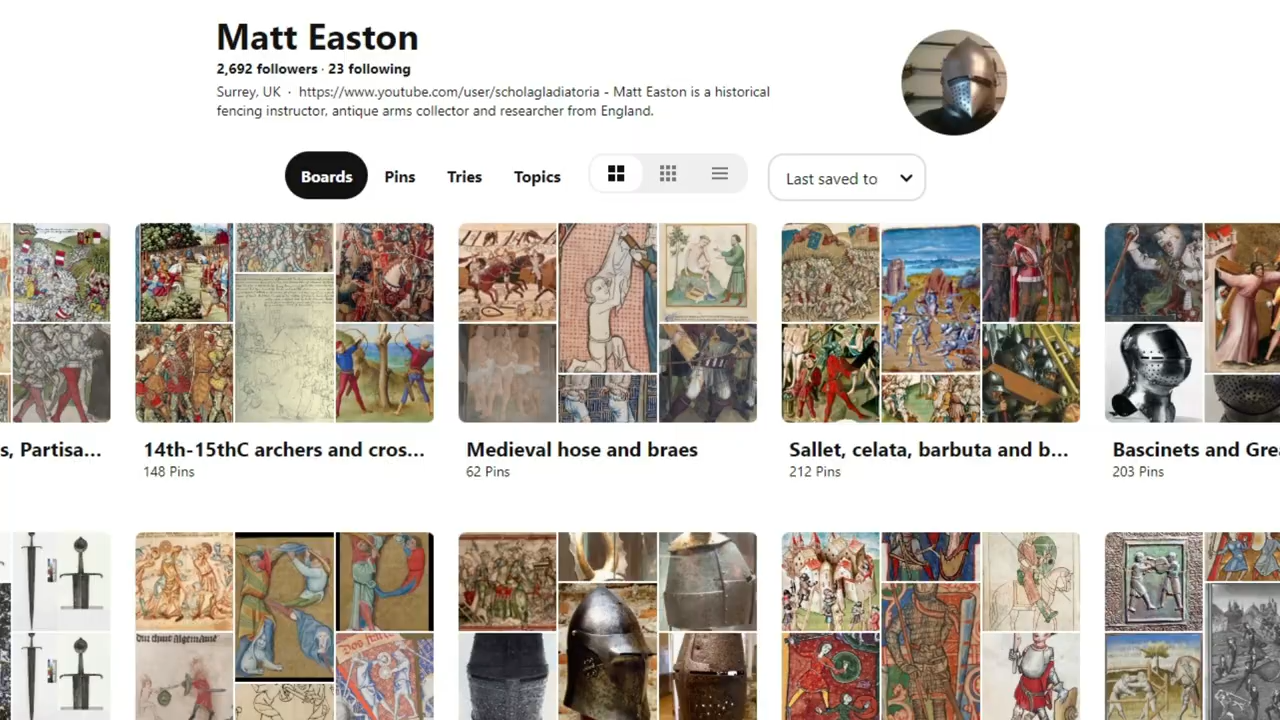 Matt Easton
2,692 followers · 23 following
Surrey, UK · https://www.youtube.com/user/scholagladiatoria - Matt Easton is a historical
fencing instructor, antique arms collector and researcher from England.
Boards Pins Tries Topics Last saved to
s, Partisa... 14th-15thC archers and cros... Medieval hose and braes Sallet, celata, barbuta and b... Bascinets and Grea
148 Pins 62 Pins 212 Pins 203 Pins